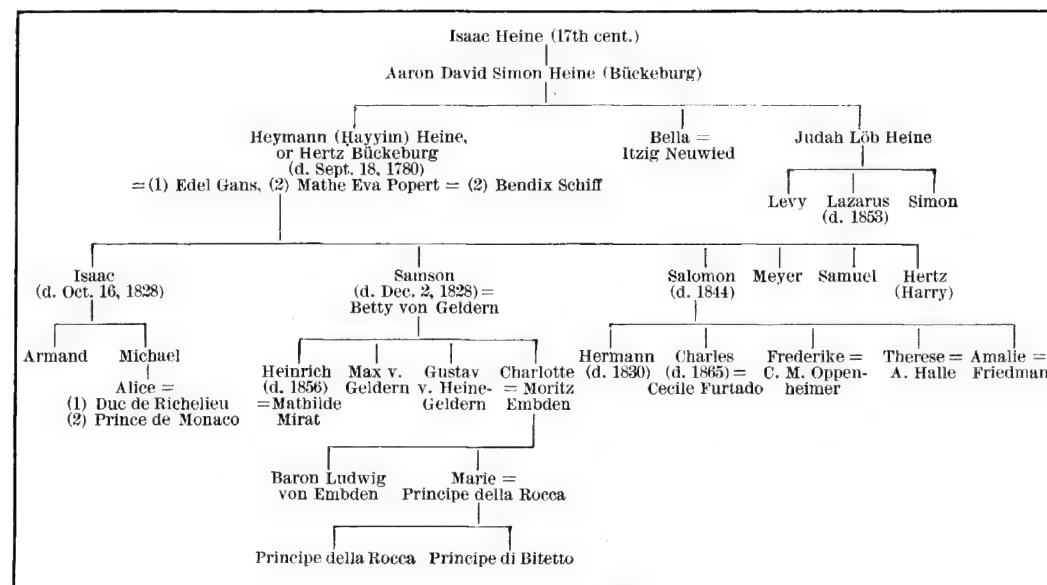 Isaac Heine (17th cent.)
Aaron David Simon Heine (Bückeburg)
Heymann (Ḥayyim) Heine,
or Hertz Bückeburg
(d. Sept. 18, 1780)
= (1) Edel Gans, (2) Mathe Eva Popert = (2) Bendix Schiff
Bella =
Itzig Neuwied
Judah Löb Heine
Levy
Lazarus
(d. 1853)
Simon
Isaac
(d. Oct. 16, 1828)
Samson
(d. Dec. 2, 1828) =
Betty von Geldern
Salomon
(d. 1844)
Meyer
Samuel
Hertz
(Harry)
Armand
Michael
Alice =
(1) Duc de Richelieu
(2) Prince de Monaco
Heinrich
(d. 1856)
= Mathilde
Mirat
Max v.
Geldern
Gustav
v. Heine-
Geldern
Charlotte
= Moritz
Embden
Hermann
(d. 1830)
Charles
(d. 1865) =
Cecile Furtado
Frederike =
C. M. Oppen-
heimer
Therese =
A. Halle
Amalie =
Friedman
Baron Ludwig
von Embden
Marie =
Principe della Rocca
Principe della Rocca
Principe di Bitetto